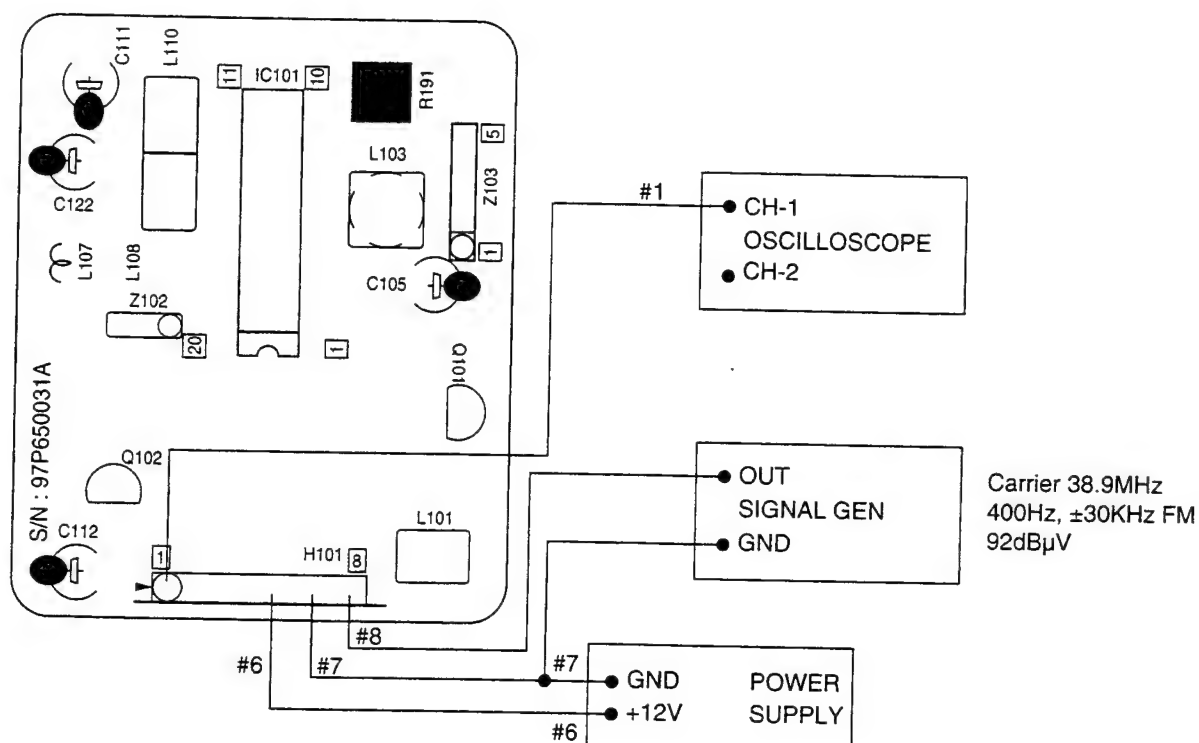 C111
L110
11
IC101
10
R191
5
L103
Z103
C122
1
L107
L108
C105
Z102
20
1
Q101
S/N : 97P650031A
Q102
C112
1
H101
8
L101
#6
#7
#8
#1
CH-1
OSCILLOSCOPE
CH-2
OUT
SIGNAL GEN
GND
Carrier 38.9MHz
400Hz, ±30KHz FM
92dBµV
#7
GND
POWER
+12V
SUPPLY
#6